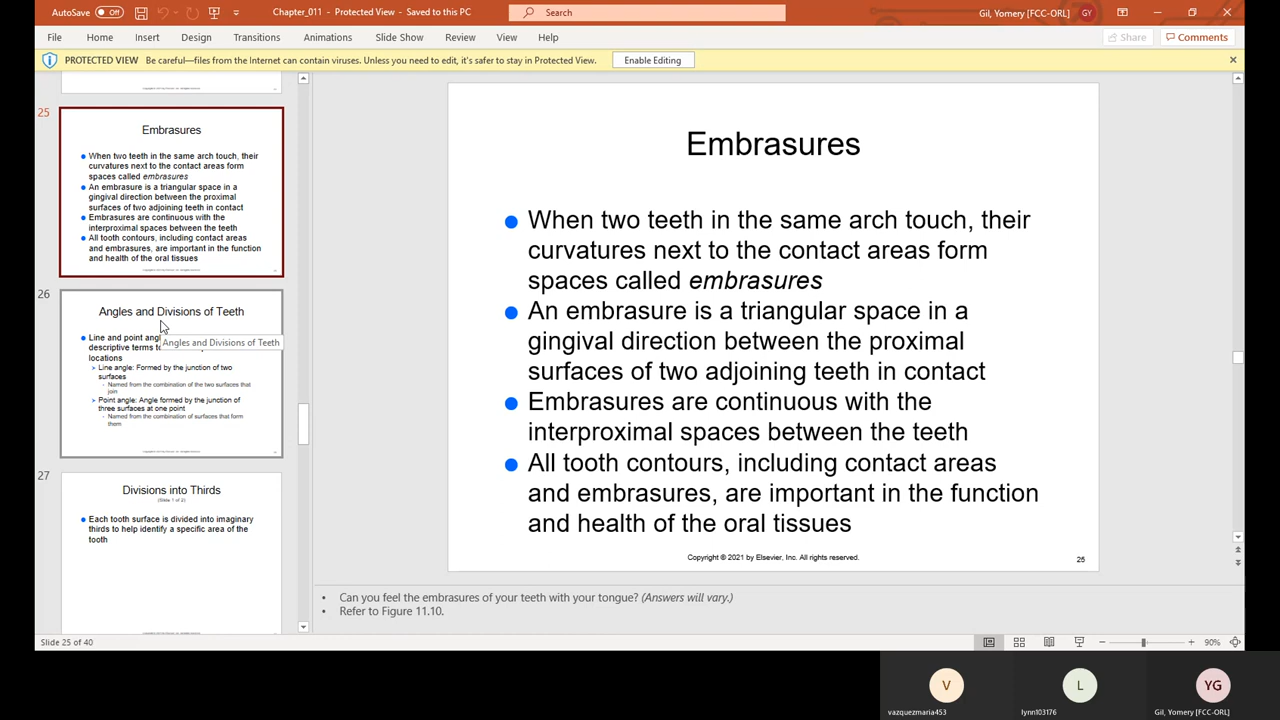 AutoSave Off
Chapter_011 - Protected View - Saved to this PC
Search
Gil, Yomery [FCC-ORL] GY
File Home Insert Design Transitions Animations Slide Show Review View Help
Share Comments
PROTECTED VIEW Be careful—files from the Internet can contain viruses. Unless you need to edit, it's safer to stay in Protected View. Enable Editing
25
Embrasures
When two teeth in the same arch touch, their
curvatures next to the contact areas form
spaces called embrasures
An embrasure is a triangular space in a
gingival direction between the proximal
surfaces of two adjoining teeth in contact
Embrasures are continuous with the
interproximal spaces between the teeth
All tooth contours, including contact areas
and embrasures, are important in the function
and health of the oral tissues
26
Angles and Divisions of Teeth
Line and point
descriptive terms
locations
Angles and Divisions of Teeth
Line angle: Formed by the junction of two
surfaces
Named from the combination of the two surfaces that
join
Point angle: Angle formed by the junction of
three surfaces at one point
Named from the combination of surfaces that form
them
27
Divisions into Thirds
(Slide 1 of 2)
Each tooth surface is divided into imaginary
thirds to help identify a specific area of the
tooth
Embrasures
When two teeth in the same arch touch, their
curvatures next to the contact areas form
spaces called embrasures
An embrasure is a triangular space in a
gingival direction between the proximal
surfaces of two adjoining teeth in contact
Embrasures are continuous with the
interproximal spaces between the teeth
All tooth contours, including contact areas
and embrasures, are important in the function
and health of the oral tissues
Copyright © 2021 by Elsevier, Inc. All rights reserved.
25
Can you feel the embrasures of your teeth with your tongue? (Answers will vary.)
Refer to Figure 11.10.
Slide 25 of 40
90%
V
L
YG
vazquezmaria453
lynn103176
Gil, Yomery [FCC-ORL]